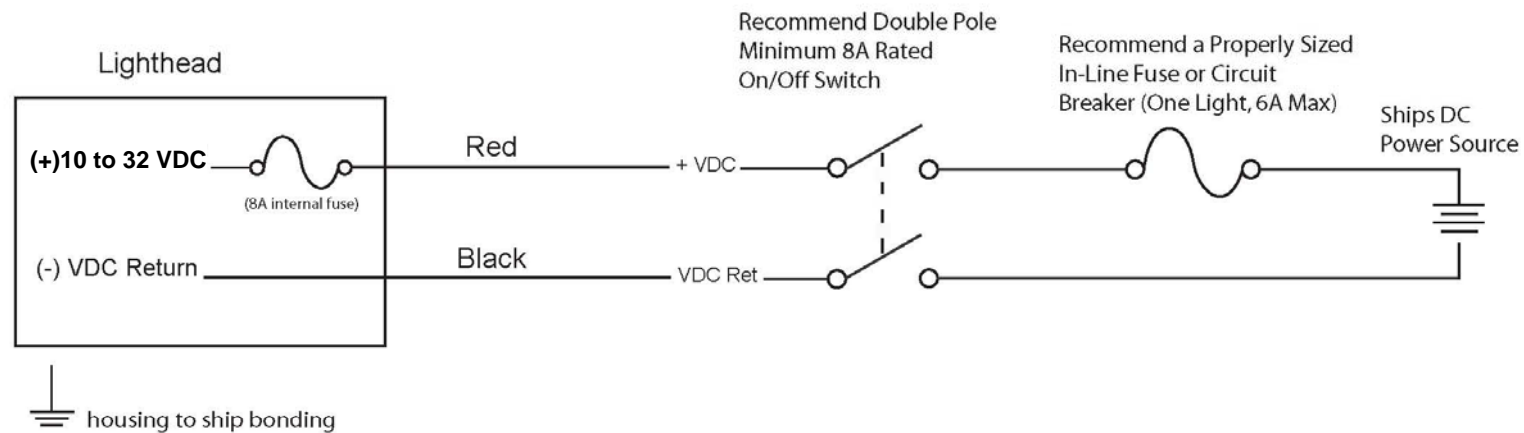 Lighthead
Recommend Double Pole
Minimum 8A Rated
On/Off Switch
Recommend a Properly Sized
In-Line Fuse or Circuit
Breaker (One Light, 6A Max)
Ships DC
Power Source
(+)10 to 32 VDC
(8A internal fuse)
Red
+ VDC
(-) VDC Return
Black
VDC Ret
housing to ship bonding